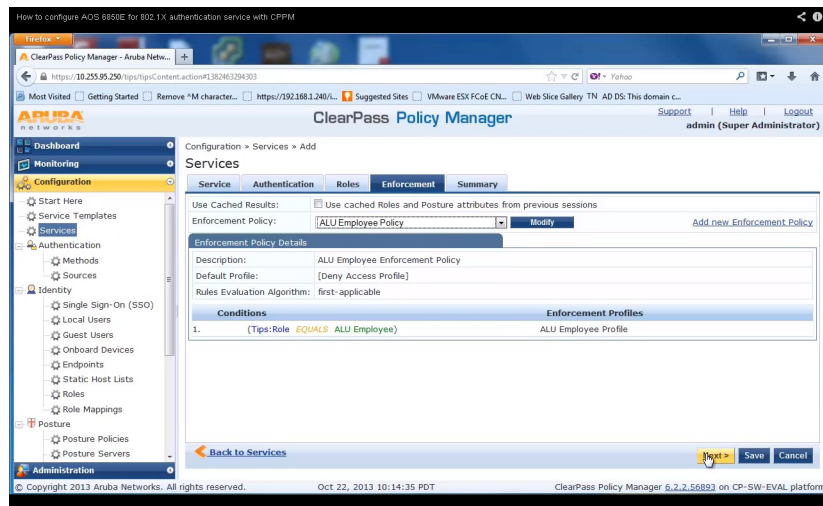 How to configure AOS 6850E for 802.1X authentication service with CPPM
Firefox
ClearPass Policy Manager - Aruba Netw...
https://10.255.95.250/tips/tipsContent.action#1382463294303
Yahoo
Most Visited Getting Started Remove ^M character... https://192.168.1.240/i... Suggested Sites VMware ESX FCoE CN... Web Slice Gallery TN AD DS: This domain c...
ARUBA networks
ClearPass Policy Manager
Support | Help | Logout
admin (Super Administrator)
Dashboard
Monitoring
Configuration
Start Here
Service Templates
Services
Authentication
Methods
Sources
Identity
Single Sign-On (SSO)
Local Users
Guest Users
Onboard Devices
Endpoints
Static Host Lists
Roles
Role Mappings
Posture
Posture Policies
Posture Servers
Administration
Configuration » Services » Add
Services
Service Authentication Roles Enforcement Summary
Use Cached Results: Use cached Roles and Posture attributes from previous sessions
Enforcement Policy: ALU Employee Policy Modify Add new Enforcement Policy
Enforcement Policy Details
Description: ALU Employee Enforcement Policy
Default Profile: [Deny Access Profile]
Rules Evaluation Algorithm: first-applicable
Conditions Enforcement Profiles
1. (Tips:Role EQUALS ALU Employee) ALU Employee Profile
Back to Services
Next > Save Cancel
© Copyright 2013 Aruba Networks. All rights reserved. Oct 22, 2013 10:14:35 PDT ClearPass Policy Manager 6.2.2.56893 on CP-SW-EVAL platform